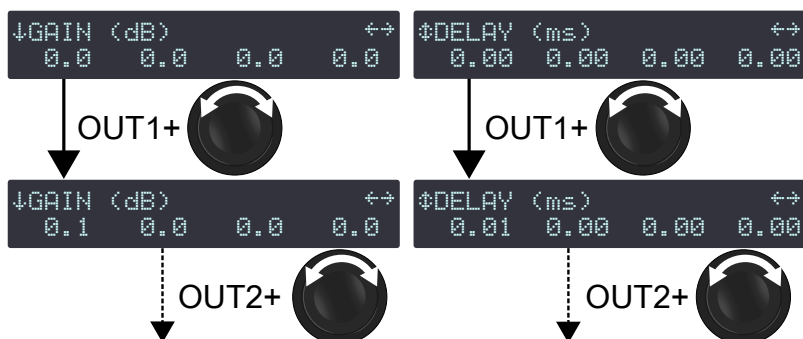 ↓GAIN (dB) ↔
0.0 0.0 0.0 0.0
OUT1+
↓GAIN (dB) ↔
0.1 0.0 0.0 0.0
OUT2+
↕DELAY (ms) ↔
0.00 0.00 0.00 0.00
OUT1+
↕DELAY (ms) ↔
0.01 0.00 0.00 0.00
OUT2+